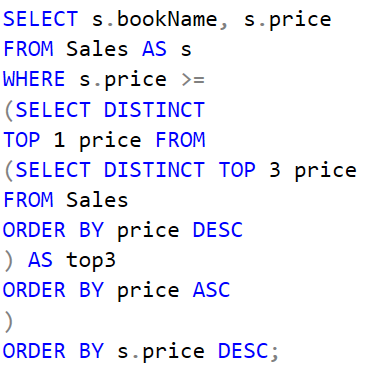 SELECT s.bookName, s.price
FROM Sales AS s
WHERE s.price >=
(SELECT DISTINCT
TOP 1 price FROM
(SELECT DISTINCT TOP 3 price
FROM Sales
ORDER BY price DESC
) AS top3
ORDER BY price ASC
)
ORDER BY s.price DESC;